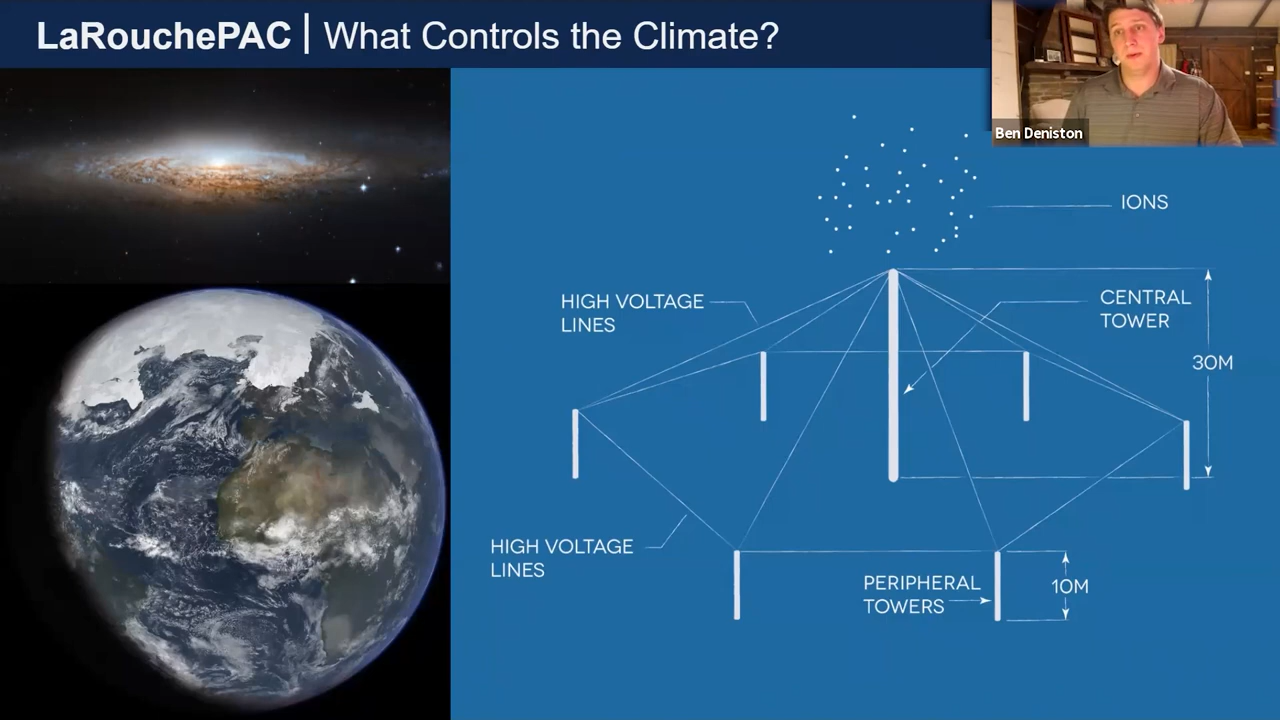 LaRouchePAC | What Controls the Climate?
Ben Deniston
IONS
HIGH VOLTAGE
LINES
CENTRAL
TOWER
30M
HIGH VOLTAGE
LINES
PERIPHERAL
TOWERS
10M